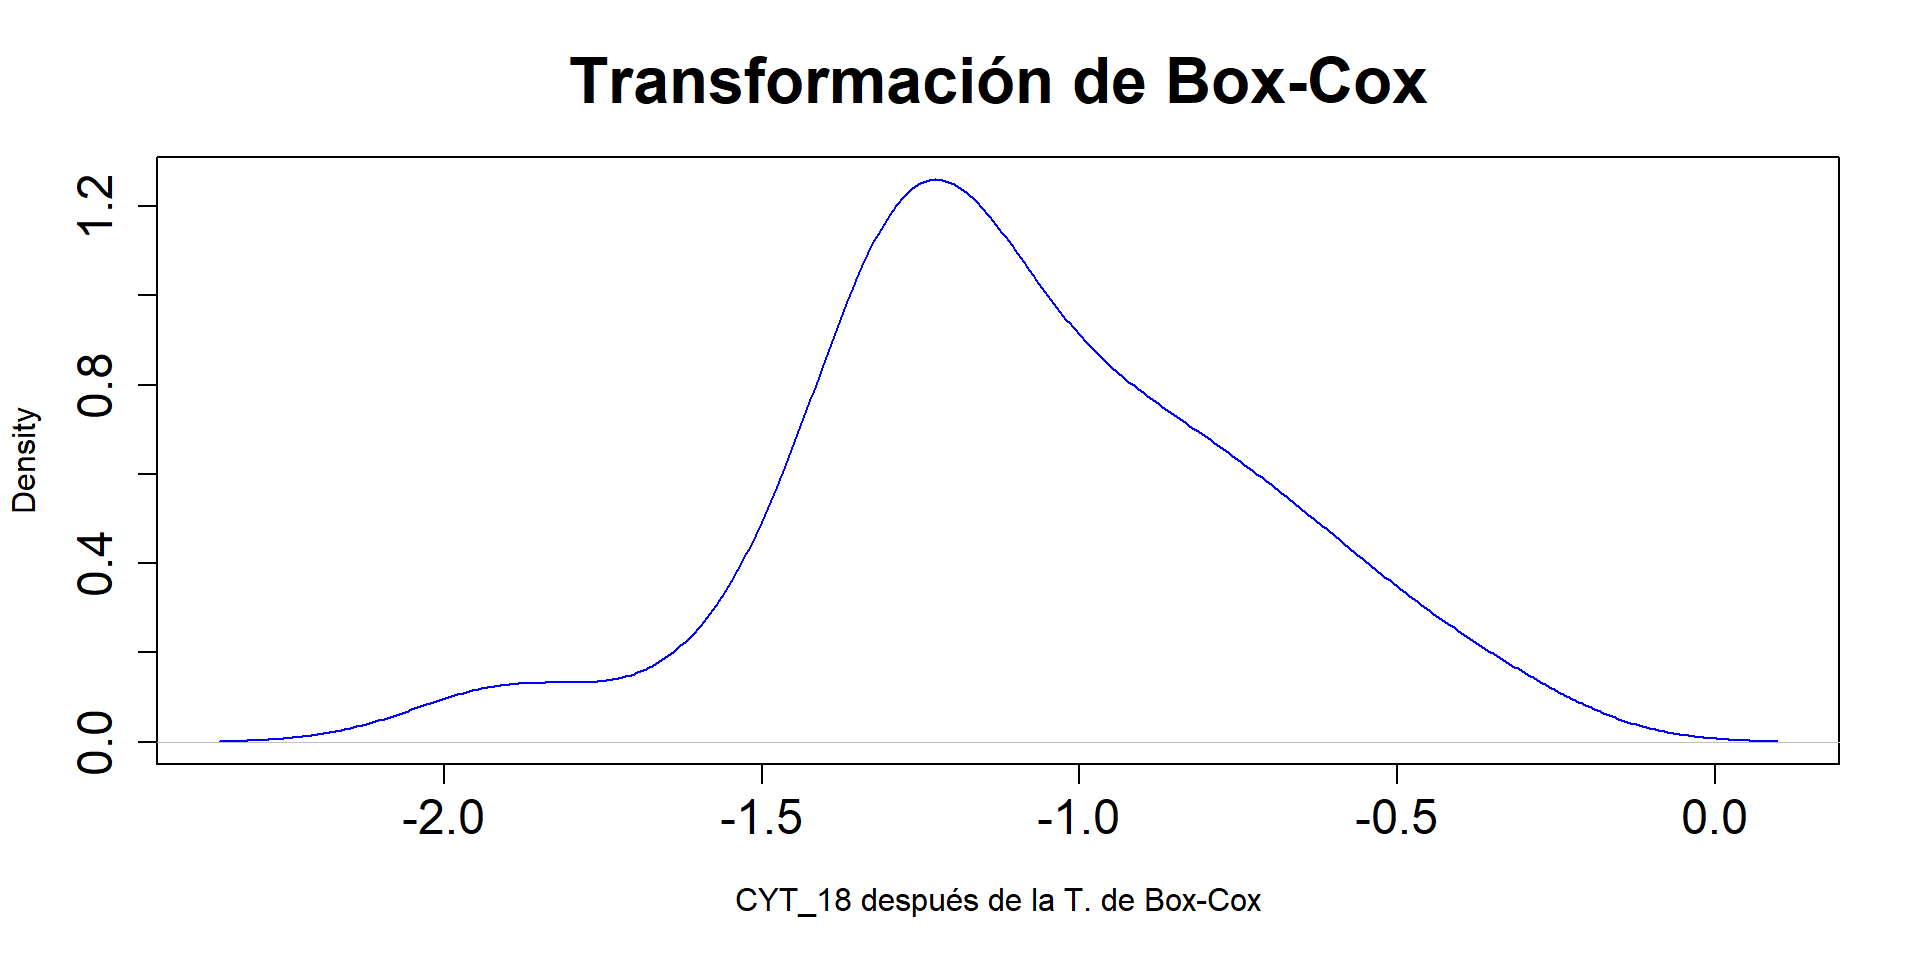 Transformación de Box-Cox
Density
1.2
0.8
0.4
0.0
-2.0 -1.5 -1.0 -0.5 0.0
CYT_18 después de la T. de Box-Cox